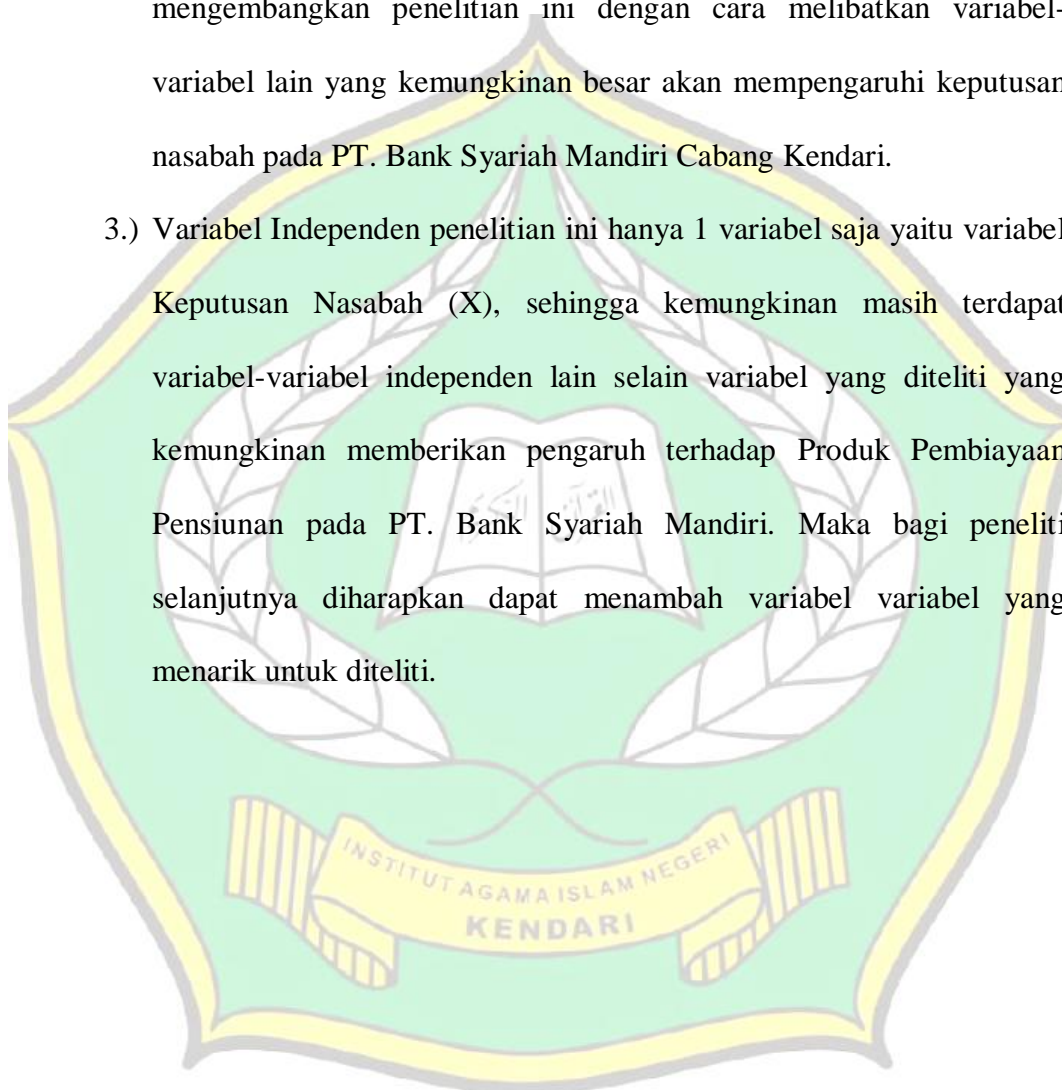 mengembangkan penelitian ini dengan cara melibatkan variabel-
variabel lain yang kemungkinan besar akan mempengaruhi keputusan
nasabah pada PT. Bank Syariah Mandiri Cabang Kendari.
3.) Variabel Independen penelitian ini hanya 1 variabel saja yaitu variabel
Keputusan Nasabah (X), sehingga kemungkinan masih terdapat
variabel-variabel independen lain selain variabel yang diteliti yang
kemungkinan memberikan pengaruh terhadap Produk Pembiayaan
Pensiunan pada PT. Bank Syariah Mandiri. Maka bagi peneliti
selanjutnya diharapkan dapat menambah variabel variabel yang
menarik untuk diteliti.
INSTITUT AGAMA ISLAM NEGERI
KENDARI